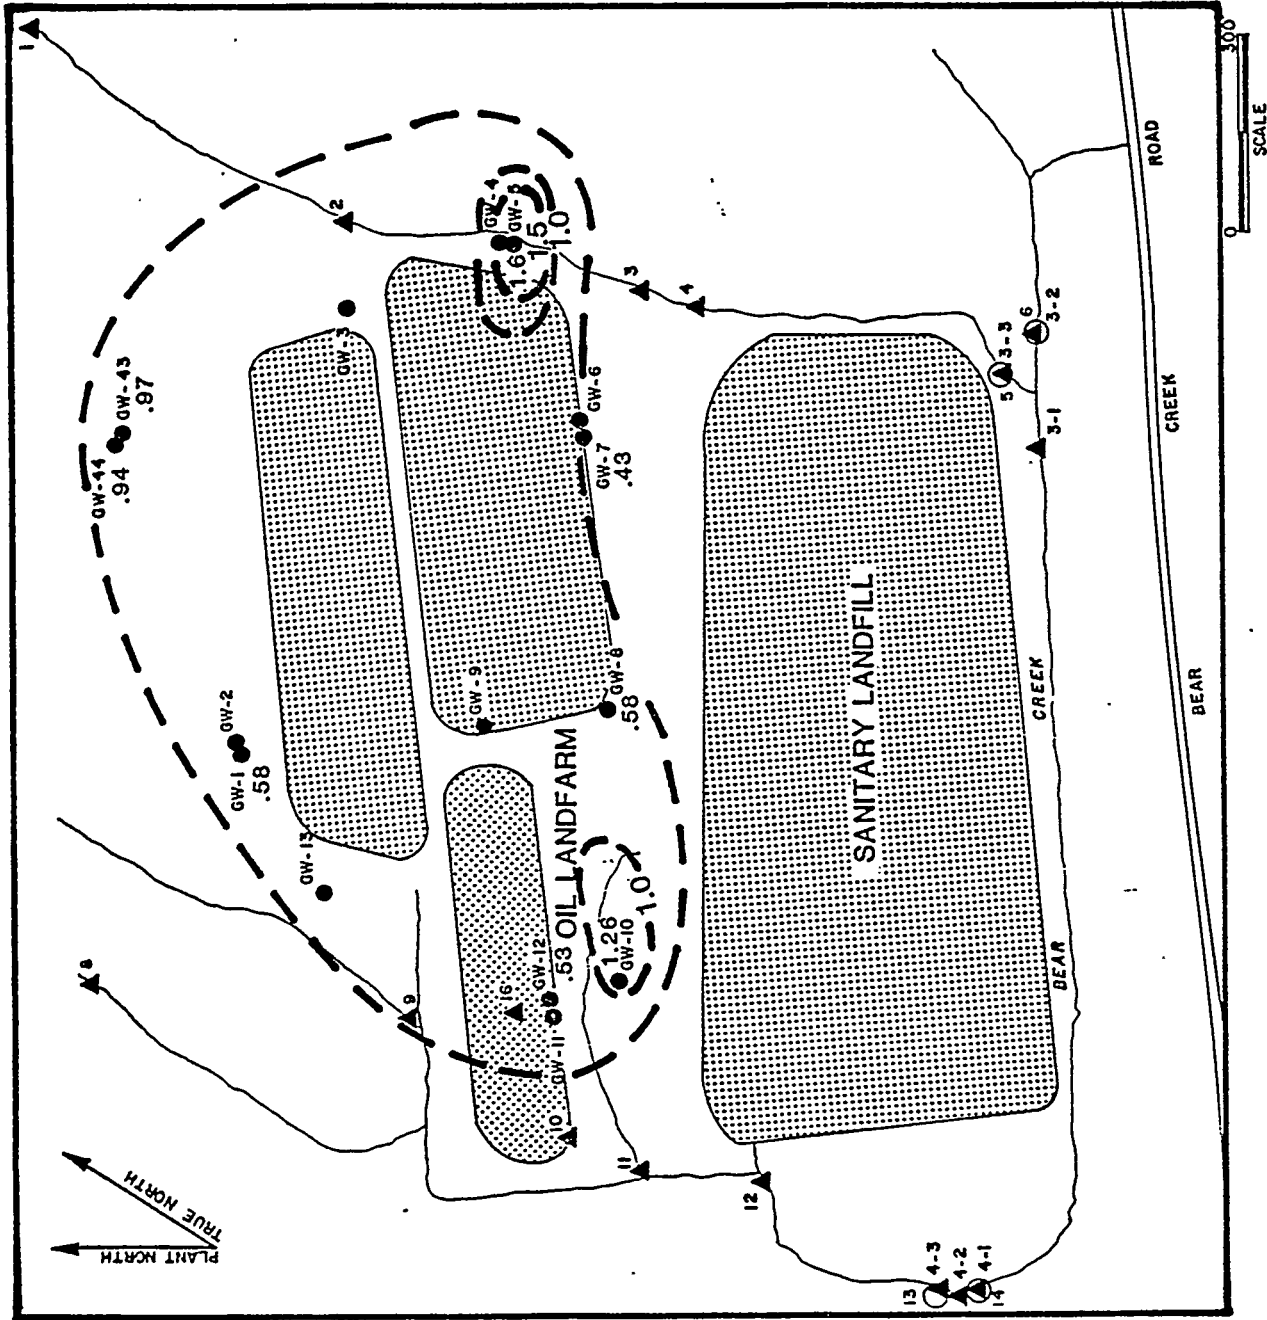 1
2
GW-44
.94
GW-43
.97
GW-4
GW-5
1.6
1.5
1.0
GW-3
3
4
GW-2
GW-1
.58
GW-6
GW-7
.43
GW-13
GW-9
GW-8
.58
8
9
OIL LANDFARM
16
GW-12
.53
GW-11
1.26
GW-10
1.0
10
11
12
SANITARY LANDFILL
5
3-3
6
3-2
3-1
BEAR
CREEK
BEAR
CREEK
ROAD
13
4-3
4-2
4-1
14
PLANT NORTH
TRUE NORTH
0
300
SCALE